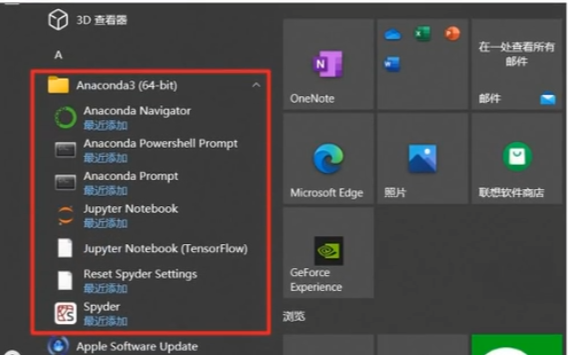 3D 查看器
A
Anaconda3 (64-bit)
Anaconda Navigator
最近添加
Anaconda Powershell Prompt
最近添加
Anaconda Prompt
最近添加
Jupyter Notebook
最近添加
Jupyter Notebook (TensorFlow)
Reset Spyder Settings
最近添加
Spyder
最近添加
Apple Software Update
OneNote
在一处查看所有
邮件
邮件
Microsoft Edge
照片
联想软件商店
GeForce
Experience
浏览